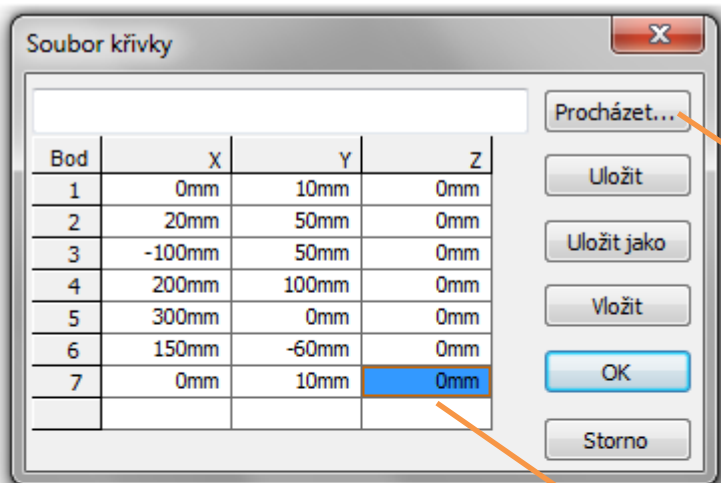 Soubor křivky
Procházet...
Bod X Y Z
1 0mm 10mm 0mm
2 20mm 50mm 0mm
3 -100mm 50mm 0mm
4 200mm 100mm 0mm
5 300mm 0mm 0mm
6 150mm -60mm 0mm
7 0mm 10mm 0mm
Uložit
Uložit jako
Vložit
OK
Storno